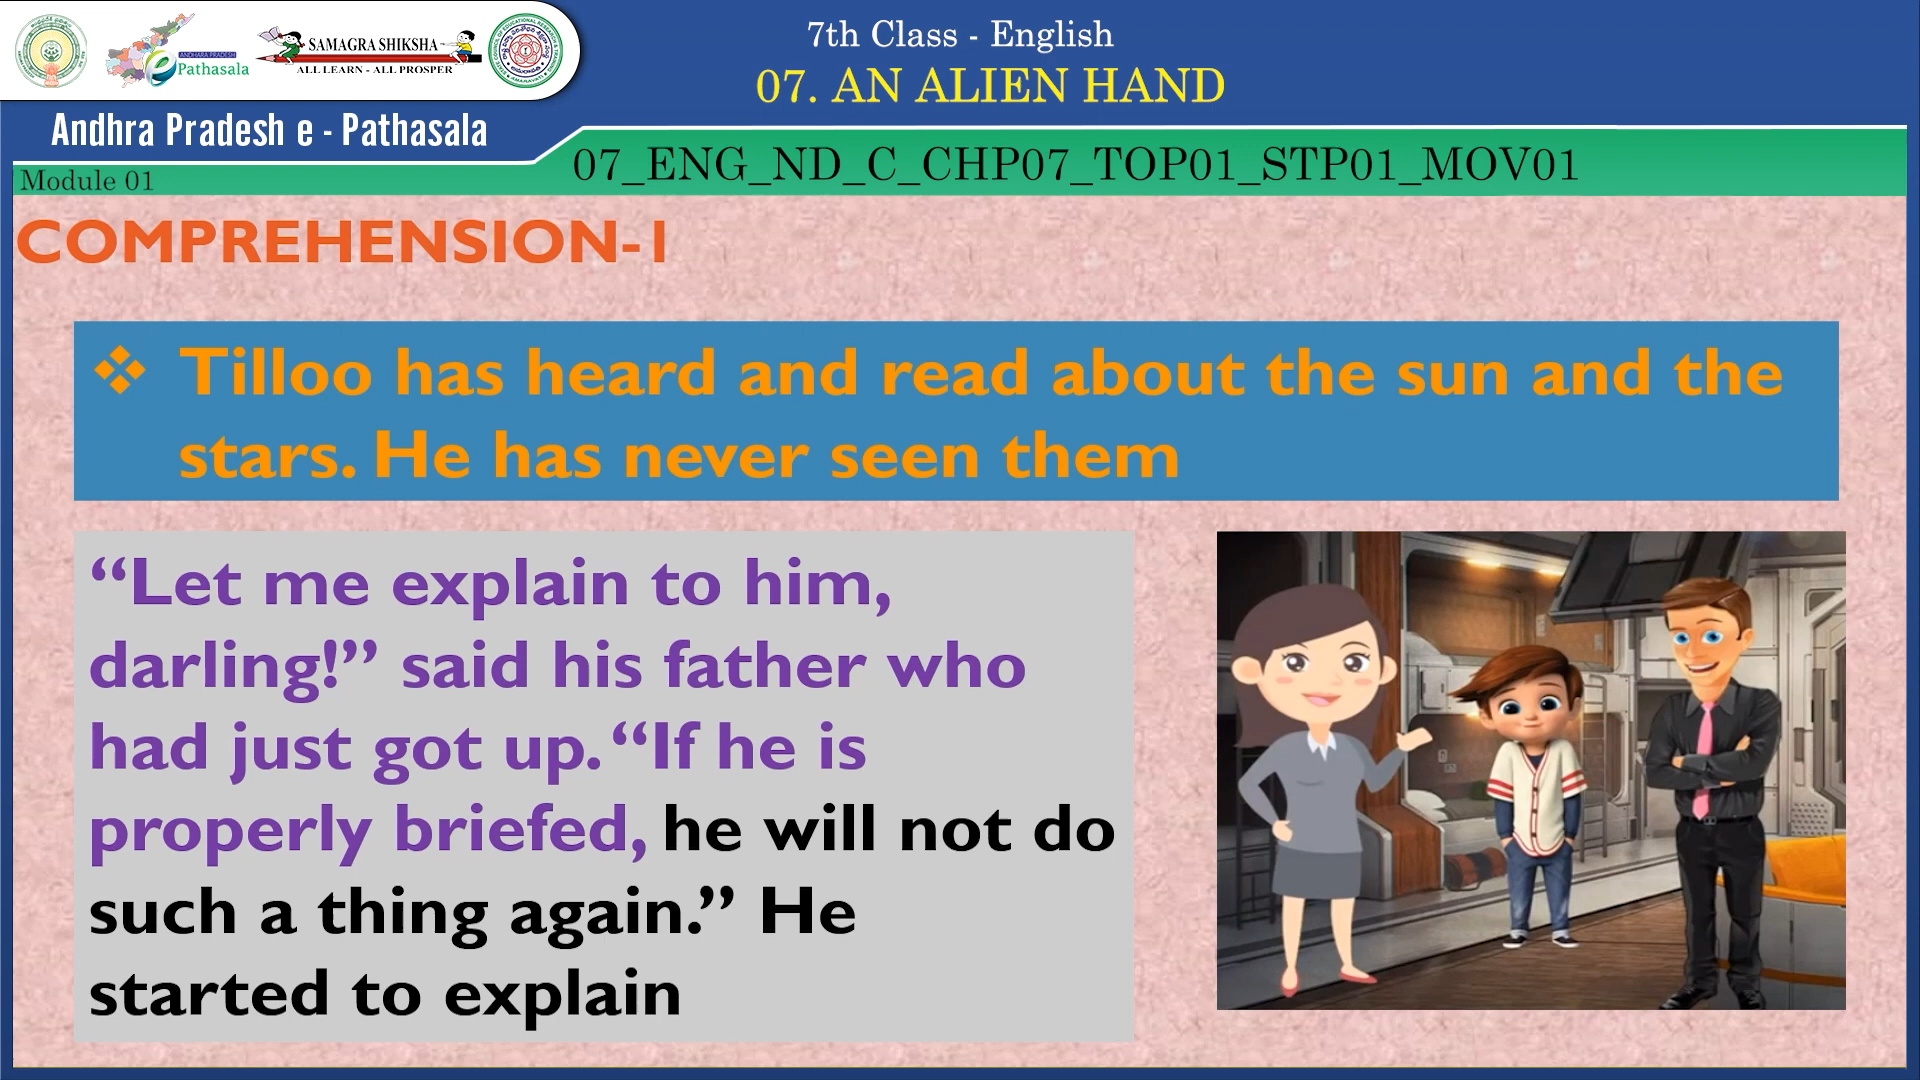 ANDHRA PRADESH
Pathasala
SAMAGRA SHIKSHA
ALL LEARN - ALL PROSPER
Andhra Pradesh e - Pathasala
Module 01
7th Class - English
07. AN ALIEN HAND
07_ENG_ND_C_CHP07_TOP01_STP01_MOV01
COMPREHENSION-1
❖ Tilloo has heard and read about the sun and the
stars. He has never seen them
“Let me explain to him,
darling!” said his father who
had just got up. “If he is
properly briefed, he will not do
such a thing again.” He
started to explain